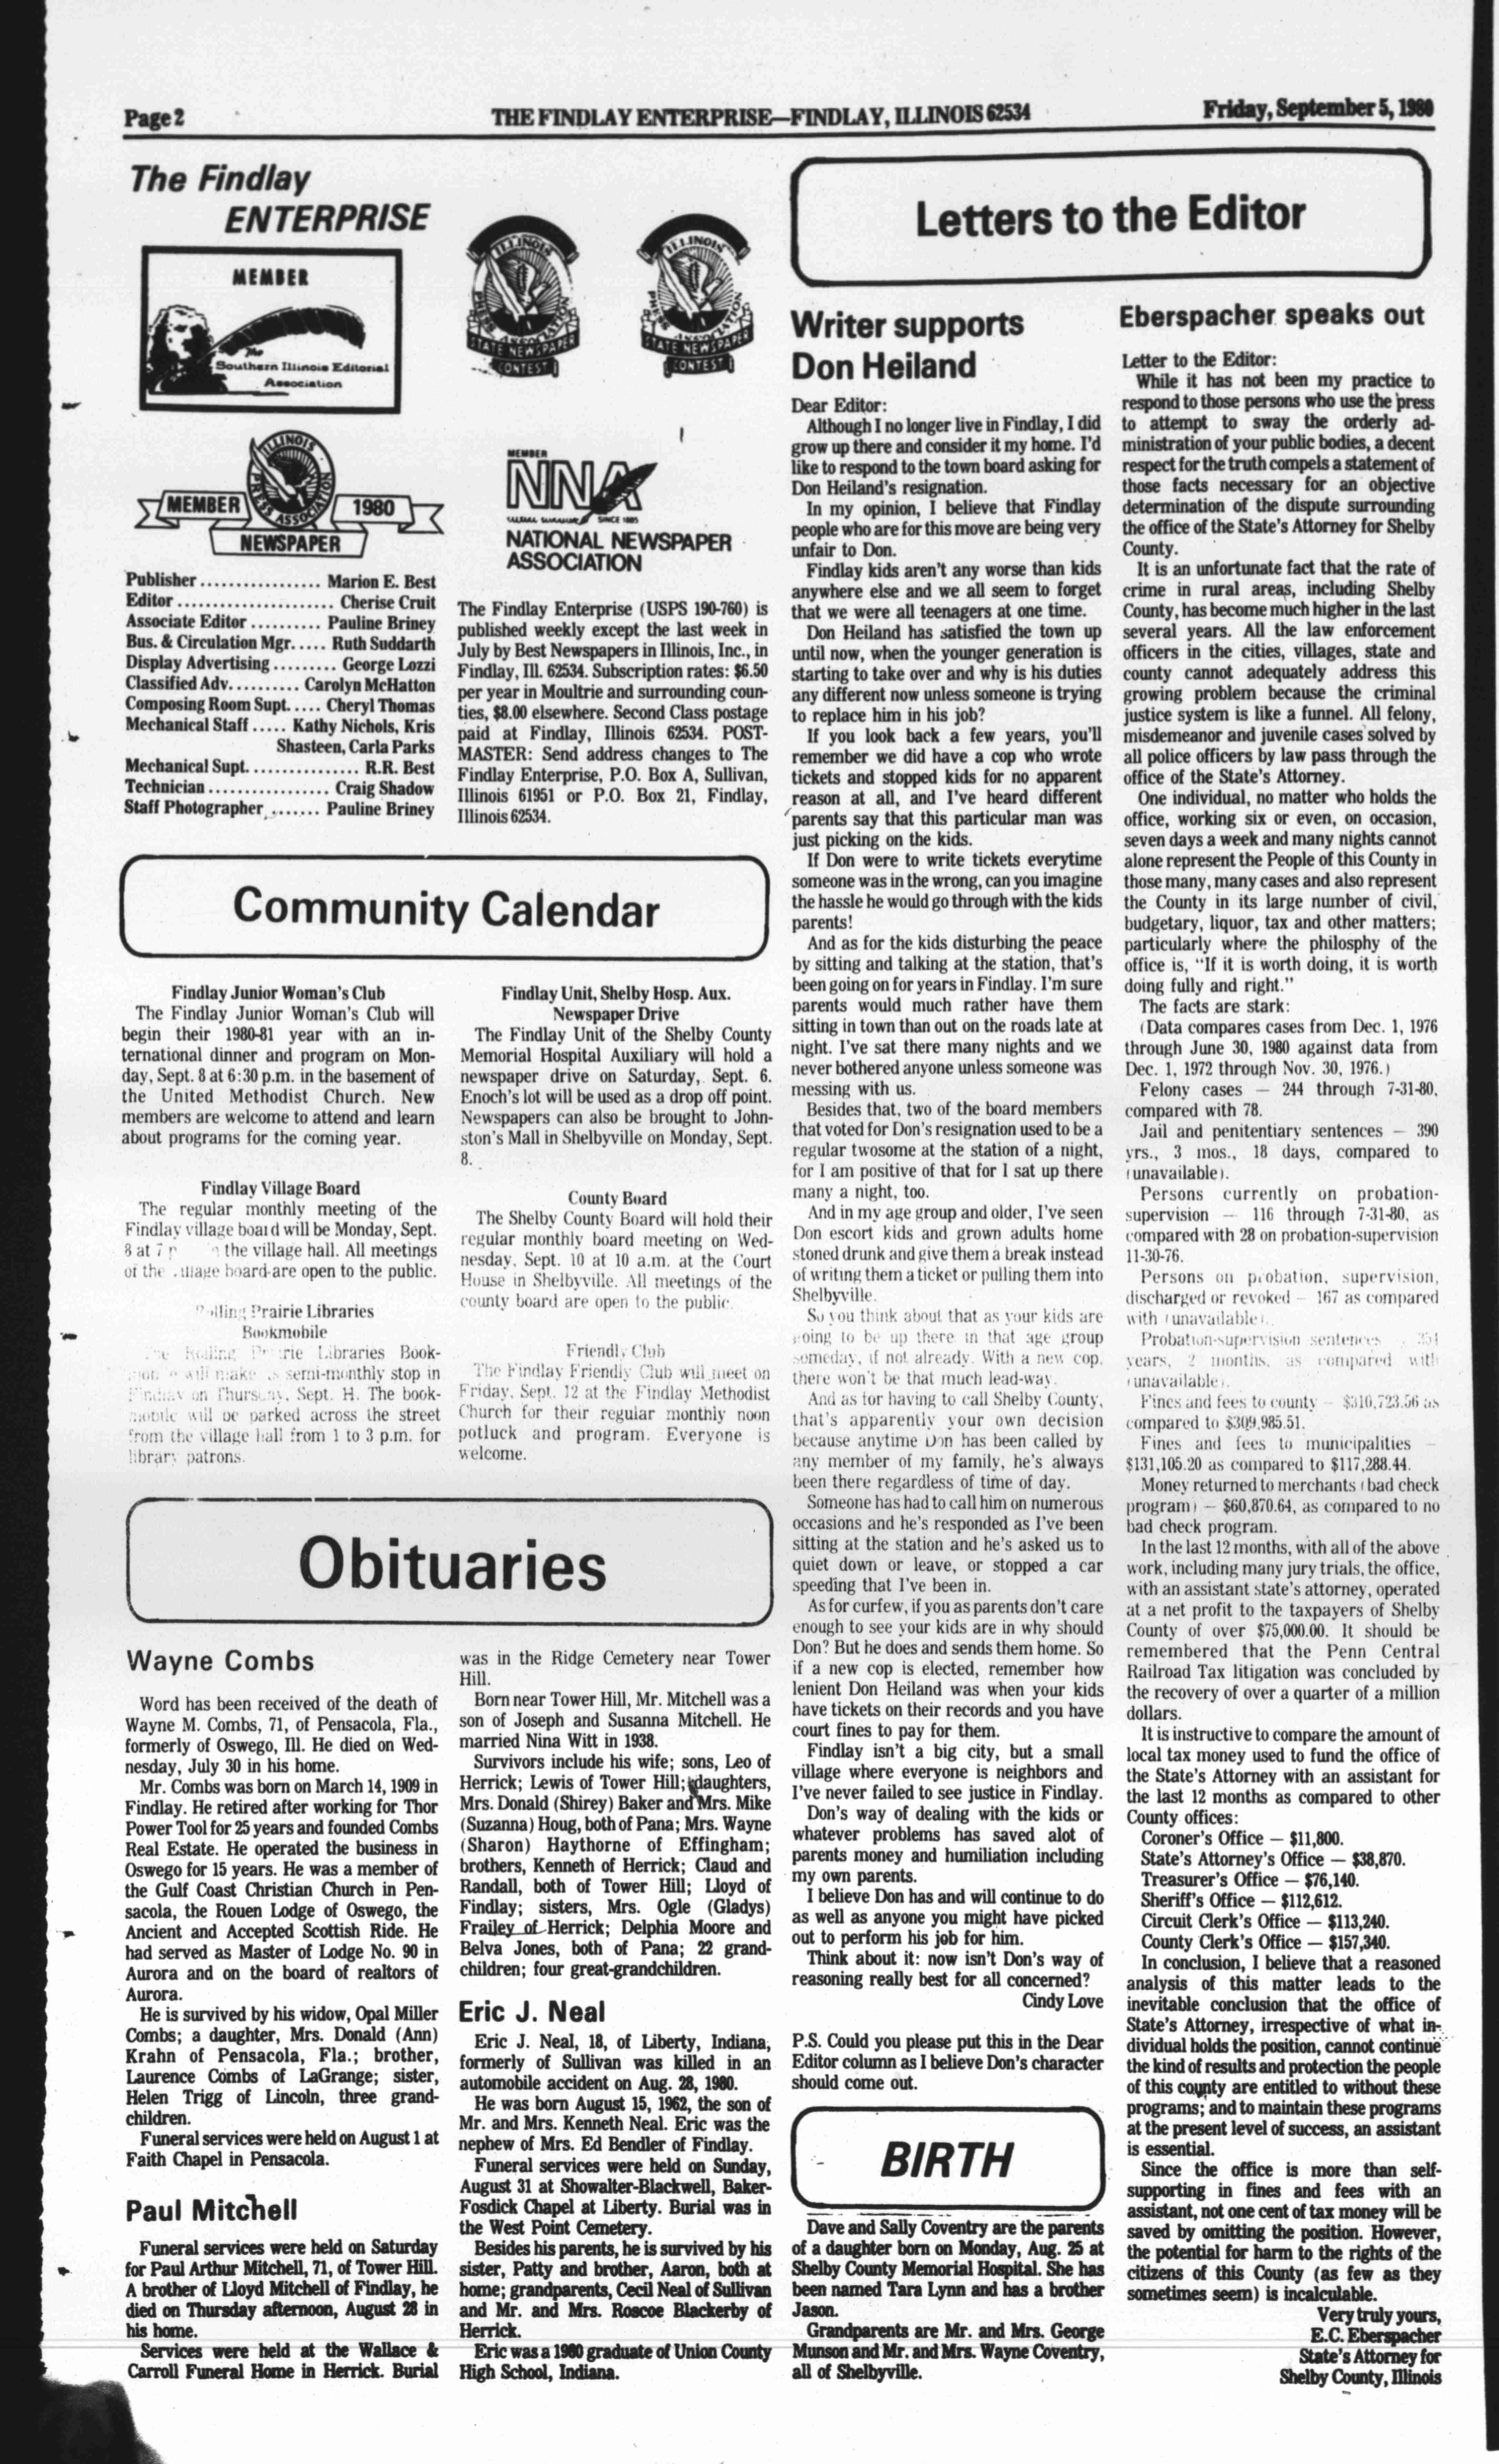 Page 2
THE FINDLAY ENTERPRISE—FINDLAY, ILLINOIS 62534
Friday, September 5, 1980
The Findlay
ENTERPRISE
MEMBER
The
Southern Illinois Editorial
Association
ILLINOIS
PRESS ASSOCIATION
STATE NEWSPAPER
CONTEST
ILLINOIS
PRESS ASSOCIATION
STATE NEWSPAPER
CONTEST
ILLINOIS
PRESS ASSOCIATION
MEMBER
1980
NEWSPAPER
MEMBER
NNA
SINCE 1885
NATIONAL NEWSPAPER
ASSOCIATION
Publisher ................ Marion E. Best
Editor ...................... Cherise Cruit
Associate Editor .......... Pauline Briney
Bus. & Circulation Mgr. .... Ruth Suddarth
Display Advertising ......... George Lozzi
Classified Adv. ......... Carolyn McHatton
Composing Room Supt. .... Cheryl Thomas
Mechanical Staff ..... Kathy Nichols, Kris
Shasteen, Carla Parks
Mechanical Supt. ............... R.R. Best
Technician ................. Craig Shadow
Staff Photographer ....... Pauline Briney
The Findlay Enterprise (USPS 190-760) is
published weekly except the last week in
July by Best Newspapers in Illinois, Inc., in
Findlay, Ill. 62534. Subscription rates: $6.50
per year in Moultrie and surrounding coun-
ties, $8.00 elsewhere. Second Class postage
paid at Findlay, Illinois 62534. POST-
MASTER: Send address changes to The
Findlay Enterprise, P.O. Box A, Sullivan,
Illinois 61951 or P.O. Box 21, Findlay,
Illinois 62534.
Community Calendar
Findlay Junior Woman's Club
The Findlay Junior Woman's Club will
begin their 1980-81 year with an in-
ternational dinner and program on Mon-
day, Sept. 8 at 6:30 p.m. in the basement of
the United Methodist Church. New
members are welcome to attend and learn
about programs for the coming year.
Findlay Village Board
The regular monthly meeting of the
Findlay village board will be Monday, Sept.
8 at 7 the village hall. All meetings
of the village board are open to the public.
Rolling Prairie Libraries
Bookmobile
The Rolling Prairie Libraries Book-
mobile will make its semi-monthly stop in
Findlay on Thursday, Sept. The book-
mobile will be parked across the street
from the village hall from 1 to 3 p.m. for
library patrons.
Findlay Unit, Shelby Hosp. Aux.
Newspaper Drive
The Findlay Unit of the Shelby County
Memorial Hospital Auxiliary will hold a
newspaper drive on Saturday, Sept. 6.
Enoch's lot will be used as a drop off point.
Newspapers can also be brought to John-
ston's Mall in Shelbyville on Monday, Sept.
8.
County Board
The Shelby County Board will hold their
regular monthly board meeting on Wed-
nesday, Sept. 10 at 10 a.m. at the Court
House in Shelbyville. All meetings of the
county board are open to the public.
Friendly Club
The Findlay Friendly Club will meet on
Friday, Sept. 12 at the Findlay Methodist
Church for their regular monthly noon
potluck and program. Everyone is
welcome.
Obituaries
Wayne Combs
Word has been received of the death of
Wayne M. Combs, 71, of Pensacola, Fla.,
formerly of Oswego, Ill. He died on Wed-
nesday, July 30 in his home.
Mr. Combs was born on March 14, 1909 in
Findlay. He retired after working for Thor
Power Tool for 25 years and founded Combs
Real Estate. He operated the business in
Oswego for 15 years. He was a member of
the Gulf Coast Christian Church in Pen-
sacola, the Rouen Lodge of Oswego, the
Ancient and Accepted Scottish Ride. He
had served as Master of Lodge No. 90 in
Aurora and on the board of realtors of
Aurora.
He is survived by his widow, Opal Miller
Combs; a daughter, Mrs. Donald (Ann)
Krahn of Pensacola, Fla.; brother,
Laurence Combs of LaGrange; sister,
Helen Trigg of Lincoln, three grand-
children.
Funeral services were held on August 1 at
Faith Chapel in Pensacola.
Paul Mitchell
Funeral services were held on Saturday
for Paul Arthur Mitchell, 71, of Tower Hill.
A brother of Lloyd Mitchell of Findlay, he
died on Thursday afternoon, August 28 in
his home.
Services were held at the Wallace &
Carroll Funeral Home in Herrick. Burial
was in the Ridge Cemetery near Tower
Hill.
Born near Tower Hill, Mr. Mitchell was a
son of Joseph and Susanna Mitchell. He
married Nina Witt in 1938.
Survivors include his wife; sons, Leo of
Herrick; Lewis of Tower Hill; daughters,
Mrs. Donald (Shirey) Baker and Mrs. Mike
(Suzanna) Houg, both of Pana; Mrs. Wayne
(Sharon) Haythorne of Effingham;
brothers, Kenneth of Herrick; Claud and
Randall, both of Tower Hill; Lloyd of
Findlay; sisters, Mrs. Ogle (Gladys)
Frailey of Herrick; Delphia Moore and
Belva Jones, both of Pana; 22 grand-
children; four great-grandchildren.
Eric J. Neal
Eric J. Neal, 18, of Liberty, Indiana,
formerly of Sullivan was killed in an
automobile accident on Aug. 28, 1980.
He was born August 15, 1962, the son of
Mr. and Mrs. Kenneth Neal. Eric was the
nephew of Mrs. Ed Bendler of Findlay.
Funeral services were held on Sunday,
August 31 at Showalter-Blackwell, Baker-
Fosdick Chapel at Liberty. Burial was in
the West Point Cemetery.
Besides his parents, he is survived by his
sister, Patty and brother, Aaron, both at
home; grandparents, Cecil Neal of Sullivan
and Mr. and Mrs. Roscoe Blackerby of
Herrick.
Eric was a 1980 graduate of Union County
High School, Indiana.
Letters to the Editor
Writer supports
Don Heiland
Dear Editor:
Although I no longer live in Findlay, I did
grow up there and consider it my home. I'd
like to respond to the town board asking for
Don Heiland's resignation.
In my opinion, I believe that Findlay
people who are for this move are being very
unfair to Don.
Findlay kids aren't any worse than kids
anywhere else and we all seem to forget
that we were all teenagers at one time.
Don Heiland has satisfied the town up
until now, when the younger generation is
starting to take over and why is his duties
any different now unless someone is trying
to replace him in his job?
If you look back a few years, you'll
remember we did have a cop who wrote
tickets and stopped kids for no apparent
reason at all, and I've heard different
parents say that this particular man was
just picking on the kids.
If Don were to write tickets everytime
someone was in the wrong, can you imagine
the hassle he would go through with the kids
parents!
And as for the kids disturbing the peace
by sitting and talking at the station, that's
been going on for years in Findlay. I'm sure
parents would much rather have them
sitting in town than out on the roads late at
night. I've sat there many nights and we
never bothered anyone unless someone was
messing with us.
Besides that, two of the board members
that voted for Don's resignation used to be a
regular twosome at the station of a night,
for I am positive of that for I sat up there
many a night, too.
And in my age group and older, I've seen
Don escort kids and grown adults home
stoned drunk and give them a break instead
of writing them a ticket or pulling them into
Shelbyville.
So you think about that as your kids are
going to be up there in that age group
someday, if not already. With a new cop,
there won't be that much lead-way.
And as for having to call Shelby County,
that's apparently your own decision
because anytime Don has been called by
any member of my family, he's always
been there regardless of time of day.
Someone has had to call him on numerous
occasions and he's responded as I've been
sitting at the station and he's asked us to
quiet down or leave, or stopped a car
speeding that I've been in.
As for curfew, if you as parents don't care
enough to see your kids are in why should
Don? But he does and sends them home. So
if a new cop is elected, remember how
lenient Don Heiland was when your kids
have tickets on their records and you have
court fines to pay for them.
Findlay isn't a big city, but a small
village where everyone is neighbors and
I've never failed to see justice in Findlay.
Don's way of dealing with the kids or
whatever problems has saved alot of
parents money and humiliation including
my own parents.
I believe Don has and will continue to do
as well as anyone you might have picked
out to perform his job for him.
Think about it: now isn't Don's way of
reasoning really best for all concerned?
Cindy Love
P.S. Could you please put this in the Dear
Editor column as I believe Don's character
should come out.
BIRTH
Dave and Sally Coventry are the parents
of a daughter born on Monday, Aug. 25 at
Shelby County Memorial Hospital. She has
been named Tara Lynn and has a brother
Jason.
Grandparents are Mr. and Mrs. George
Munson and Mr. and Mrs. Wayne Coventry,
all of Shelbyville.
Eberspacher speaks out
Letter to the Editor:
While it has not been my practice to
respond to those persons who use the press
to attempt to sway the orderly ad-
ministration of your public bodies, a decent
respect for the truth compels a statement of
those facts necessary for an objective
determination of the dispute surrounding
the office of the State's Attorney for Shelby
County.
It is an unfortunate fact that the rate of
crime in rural areas, including Shelby
County, has become much higher in the last
several years. All the law enforcement
officers in the cities, villages, state and
county cannot adequately address this
growing problem because the criminal
justice system is like a funnel. All felony,
misdemeanor and juvenile cases solved by
all police officers by law pass through the
office of the State's Attorney.
One individual, no matter who holds the
office, working six or even, on occasion,
seven days a week and many nights cannot
alone represent the People of this County in
those many, many cases and also represent
the County in its large number of civil,
budgetary, liquor, tax and other matters;
particularly where the philosphy of the
office is, "If it is worth doing, it is worth
doing fully and right."
The facts are stark:
(Data compares cases from Dec. 1, 1976
through June 30, 1980 against data from
Dec. 1, 1972 through Nov. 30, 1976.)
Felony cases — 244 through 7-31-80,
compared with 78.
Jail and penitentiary sentences — 390
yrs., 3 mos., 18 days, compared to
(unavailable).
Persons currently on probation-
supervision — 116 through 7-31-80, as
compared with 28 on probation-supervision
11-30-76.
Persons on probation, supervision,
discharged or revoked — 167 as compared
with (unavailable).
Probation-supervision sentences
years, 2 months, as compared with
(unavailable).
Fines and fees to county — $310,723.56 as
compared to $309,985.51.
Fines and fees to municipalities —
$131,105.20 as compared to $117,288.44.
Money returned to merchants (bad check
program) — $60,870.64, as compared to no
bad check program.
In the last 12 months, with all of the above
work, including many jury trials, the office,
with an assistant state's attorney, operated
at a net profit to the taxpayers of Shelby
County of over $75,000.00. It should be
remembered that the Penn Central
Railroad Tax litigation was concluded by
the recovery of over a quarter of a million
dollars.
It is instructive to compare the amount of
local tax money used to fund the office of
the State's Attorney with an assistant for
the last 12 months as compared to other
County offices:
Coroner's Office — $11,800.
State's Attorney's Office — $38,870.
Treasurer's Office — $76,140.
Sheriff's Office — $112,612.
Circuit Clerk's Office — $113,240.
County Clerk's Office — $157,340.
In conclusion, I believe that a reasoned
analysis of this matter leads to the
inevitable conclusion that the office of
State's Attorney, irrespective of what in-
dividual holds the position, cannot continue
the kind of results and protection the people
of this county are entitled to without these
programs; and to maintain these programs
at the present level of success, an assistant
is essential.
Since the office is more than self-
supporting in fines and fees with an
assistant, not one cent of tax money will be
saved by omitting the position. However,
the potential for harm to the rights of the
citizens of this County (as few as they
sometimes seem) is incalculable.
Very truly yours,
E.C. Eberspacher
State's Attorney for
Shelby County, Illinois